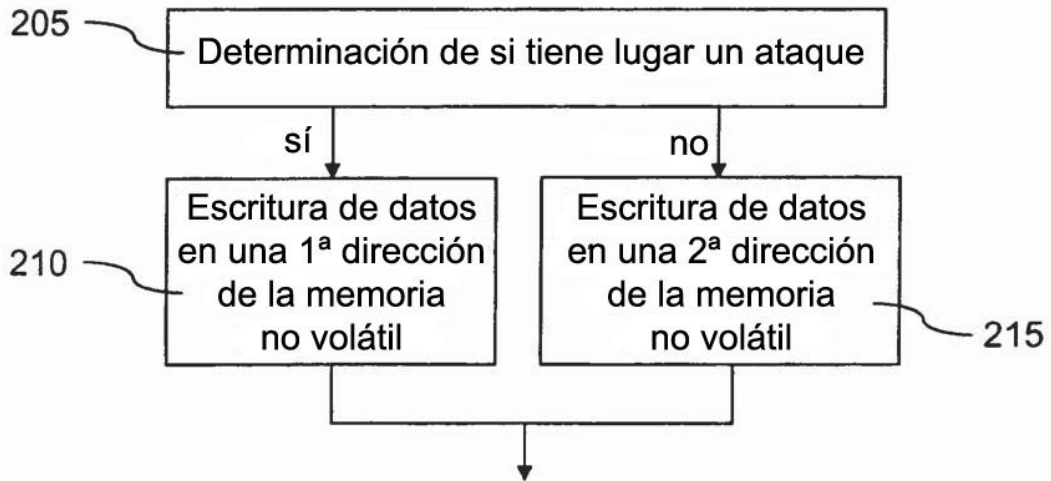 205
Determinación de si tiene lugar un ataque
sí
no
Escritura de datos
en una 1ª dirección
de la memoria
no volátil
210
Escritura de datos
en una 2ª dirección
de la memoria
no volátil
215